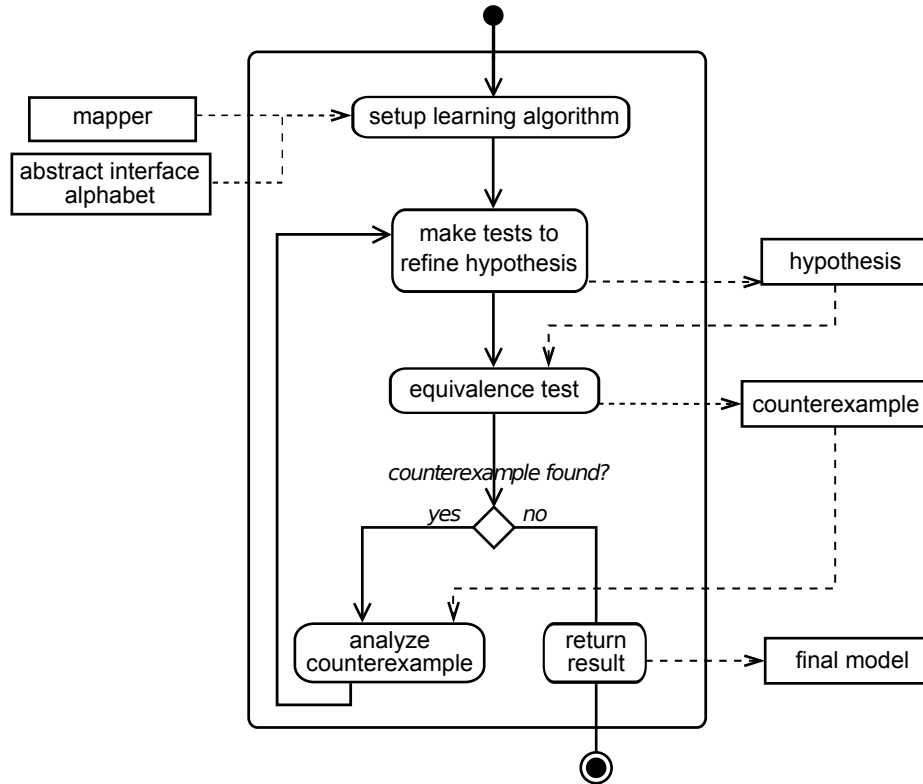 setup learning algorithm
mapper
abstract interface
alphabet
make tests to
refine hypothesis
hypothesis
equivalence test
counterexample
counterexample found?
yes
no
analyze
counterexample
return
result
final model